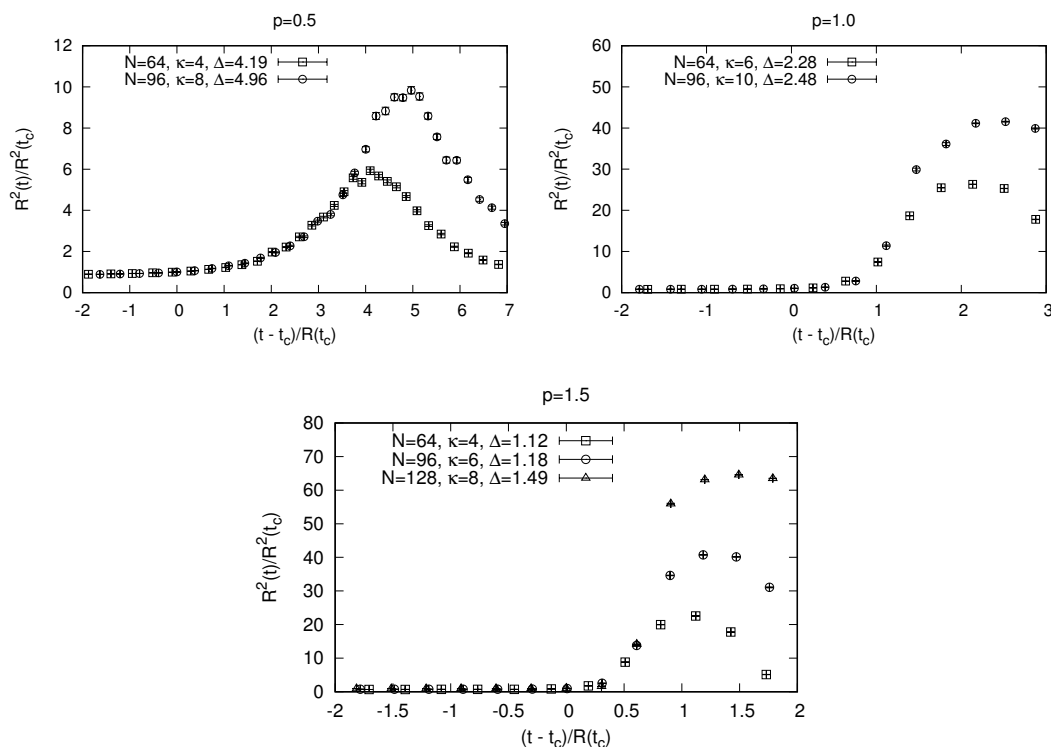 p=0.5
N=64, κ=4, Δ=4.19
N=96, κ=8, Δ=4.96
R²(t)/R²(t_c)
12
10
8
6
4
2
0
-2 -1 0 1 2 3 4 5 6 7
(t - t_c)/R(t_c)
p=1.0
N=64, κ=6, Δ=2.28
N=96, κ=10, Δ=2.48
R²(t)/R²(t_c)
60
50
40
30
20
10
0
-2 -1 0 1 2 3
(t - t_c)/R(t_c)
p=1.5
N=64, κ=4, Δ=1.12
N=96, κ=6, Δ=1.18
N=128, κ=8, Δ=1.49
R²(t)/R²(t_c)
80
70
60
50
40
30
20
10
0
-2 -1.5 -1 -0.5 0 0.5 1 1.5 2
(t - t_c)/R(t_c)